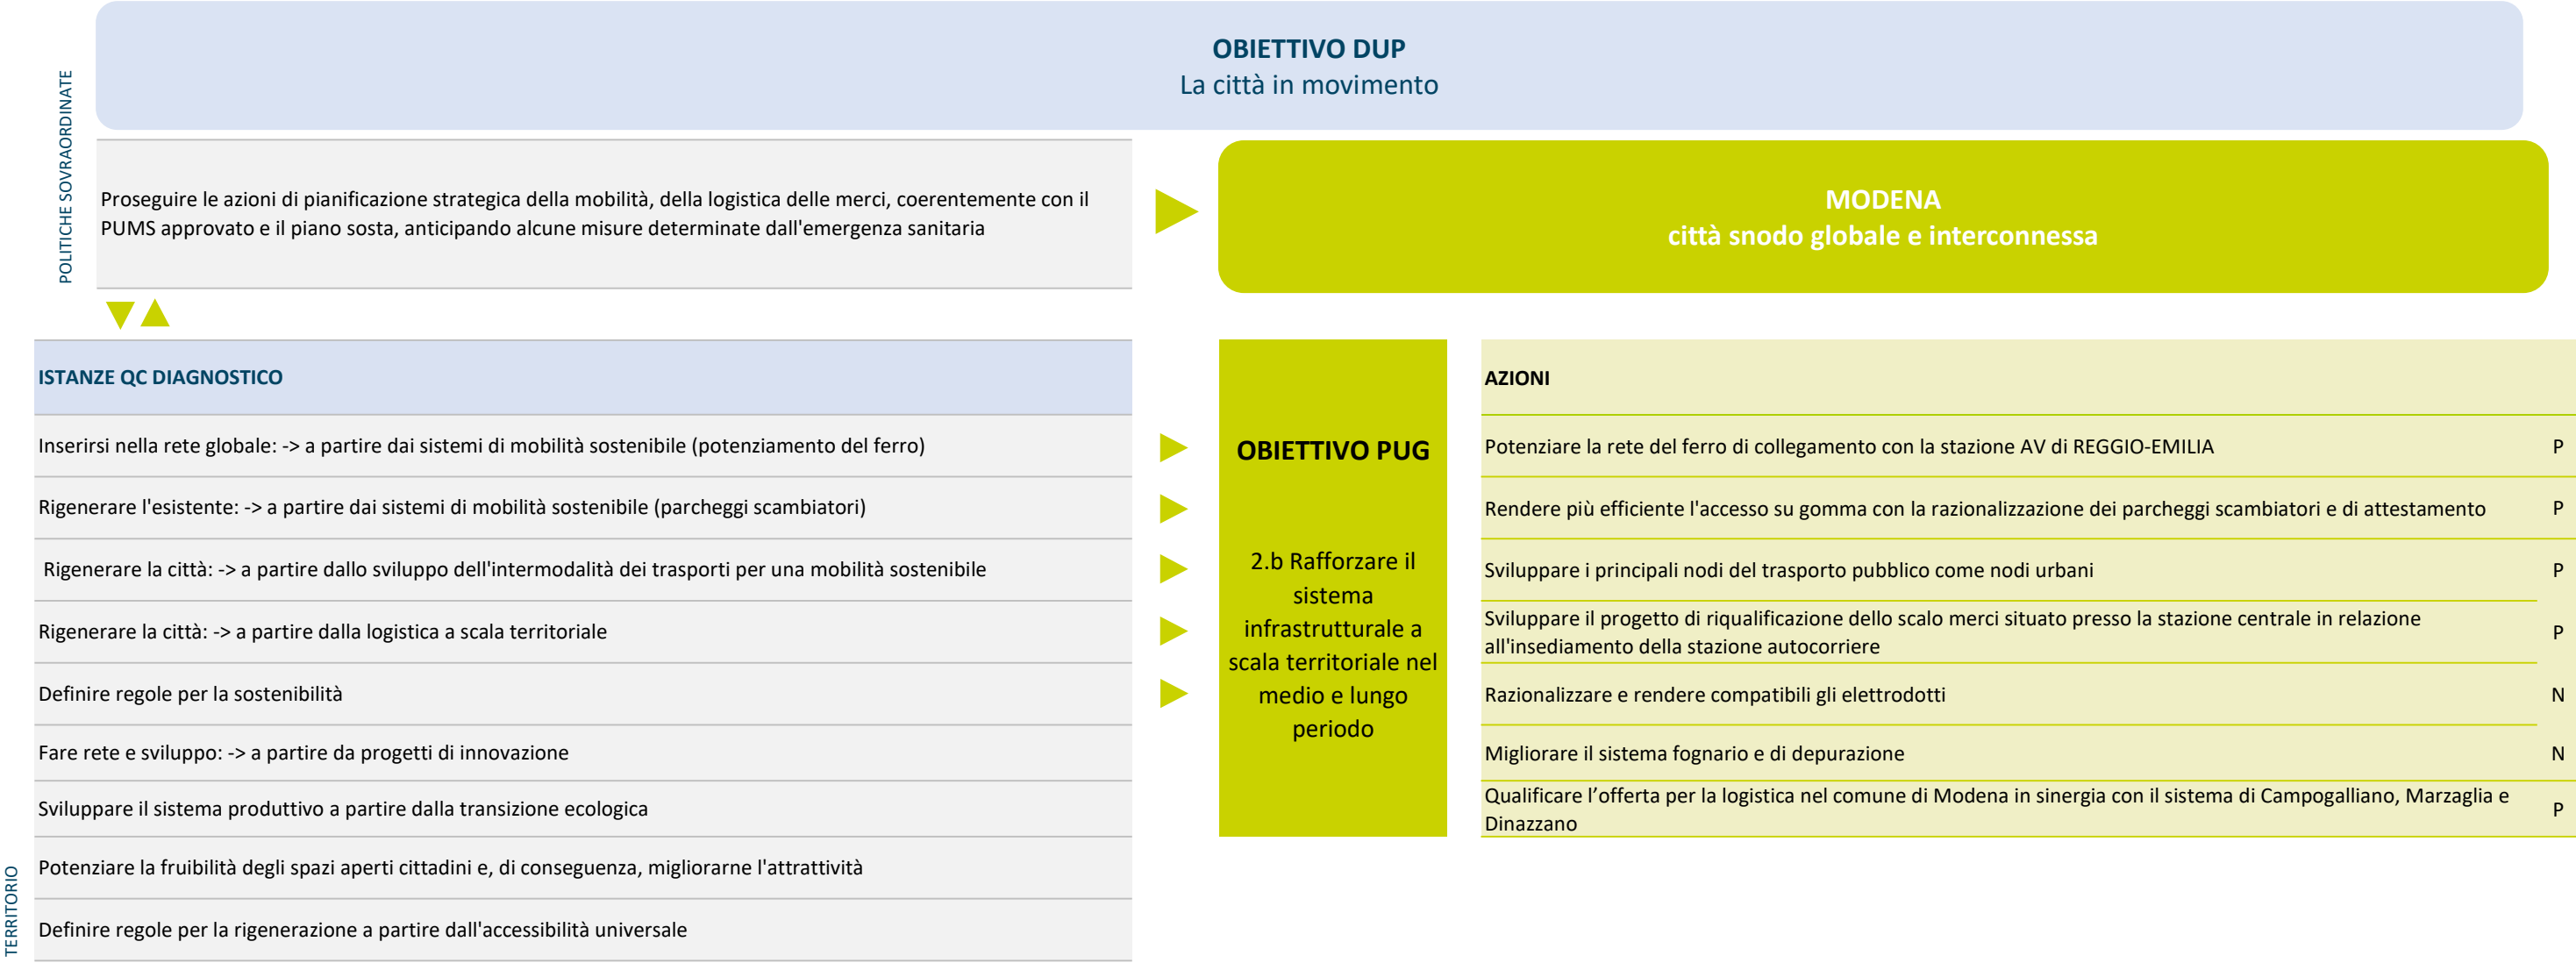 OBIETTIVO DUP
La città in movimento
POLITICHE SOVRAORDINATE
Proseguire le azioni di pianificazione strategica della mobilità, della logistica delle merci, coerentemente con il
PUMS approvato e il piano sosta, anticipando alcune misure determinate dall'emergenza sanitaria
MODENA
città snodo globale e interconnessa
ISTANZE QC DIAGNOSTICO
Inserirsi nella rete globale: -> a partire dai sistemi di mobilità sostenibile (potenziamento del ferro)
Rigenerare l'esistente: -> a partire dai sistemi di mobilità sostenibile (parcheggi scambiatori)
Rigenerare la città: -> a partire dallo sviluppo dell'intermodalità dei trasporti per una mobilità sostenibile
Rigenerare la città: -> a partire dalla logistica a scala territoriale
Definire regole per la sostenibilità
Fare rete e sviluppo: -> a partire da progetti di innovazione
Sviluppare il sistema produttivo a partire dalla transizione ecologica
Potenziare la fruibilità degli spazi aperti cittadini e, di conseguenza, migliorarne l'attrattività
Definire regole per la rigenerazione a partire dall'accessibilità universale
TERRITORIO
OBIETTIVO PUG
2.b Rafforzare il
sistema
infrastrutturale a
scala territoriale nel
medio e lungo
periodo
AZIONI
Potenziare la rete del ferro di collegamento con la stazione AV di REGGIO-EMILIA P
Rendere più efficiente l'accesso su gomma con la razionalizzazione dei parcheggi scambiatori e di attestamento P
Sviluppare i principali nodi del trasporto pubblico come nodi urbani P
Sviluppare il progetto di riqualificazione dello scalo merci situato presso la stazione centrale in relazione
all'insediamento della stazione autocorriere P
Razionalizzare e rendere compatibili gli elettrodotti N
Migliorare il sistema fognario e di depurazione N
Qualificare l’offerta per la logistica nel comune di Modena in sinergia con il sistema di Campogalliano, Marzaglia e
Dinazzano P